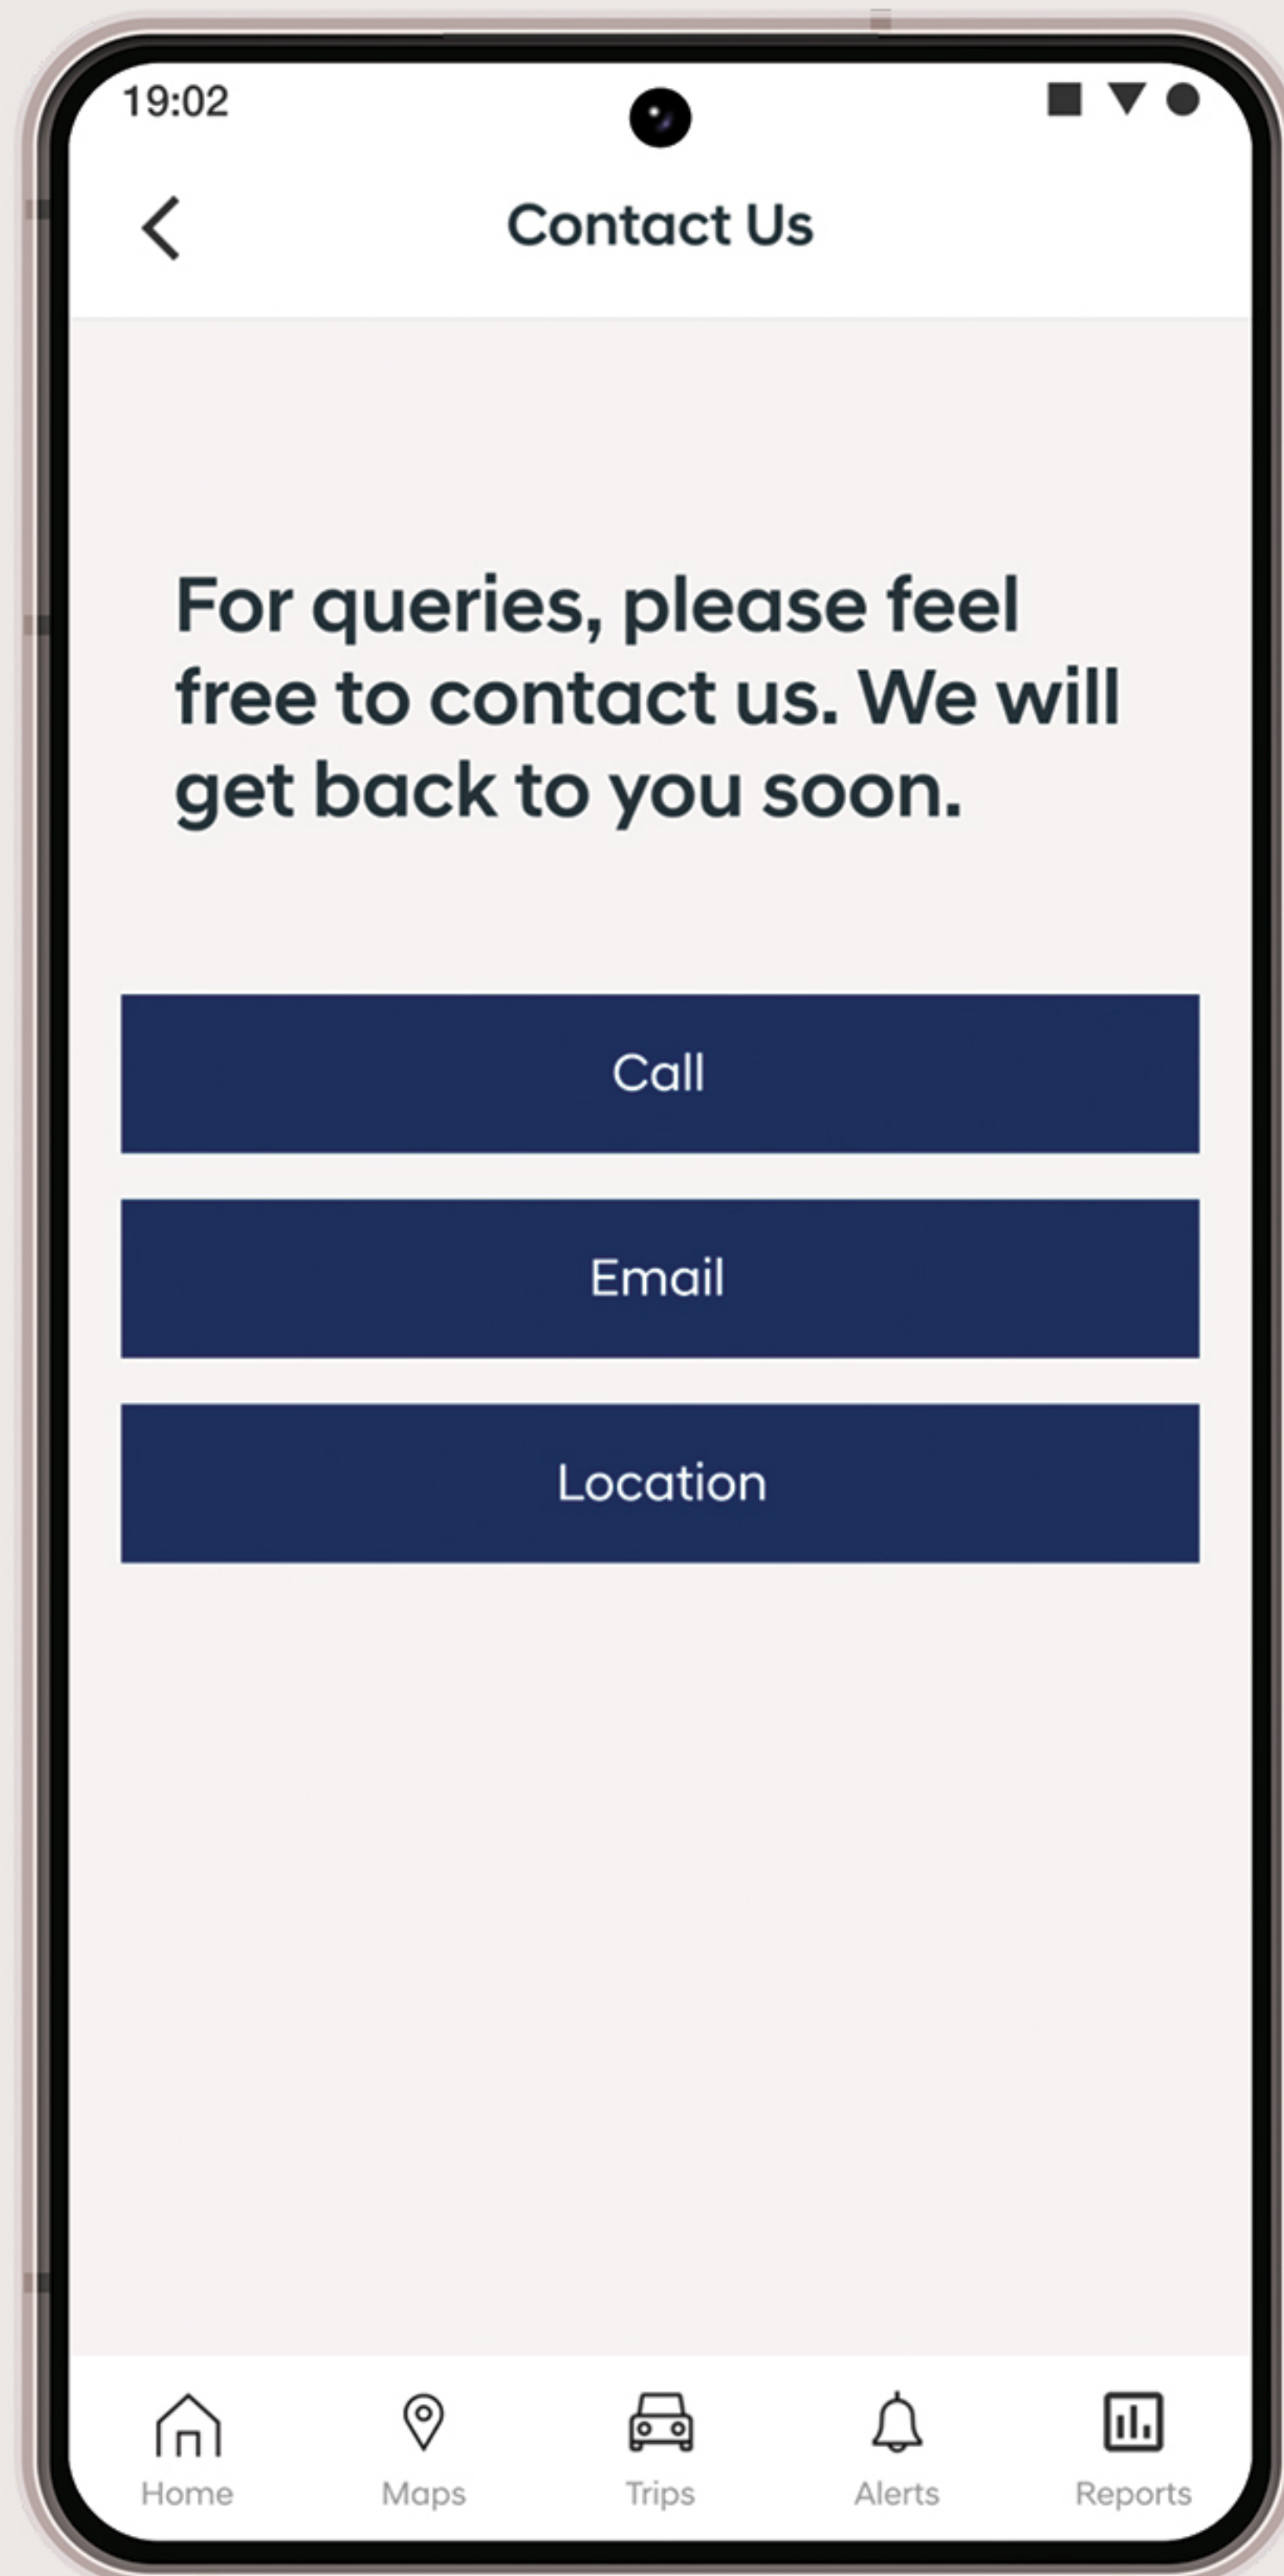 19:02
Contact Us
For queries, please feel
free to contact us. We will
get back to you soon.
Call
Email
Location
Home
Maps
Trips
Alerts
Reports